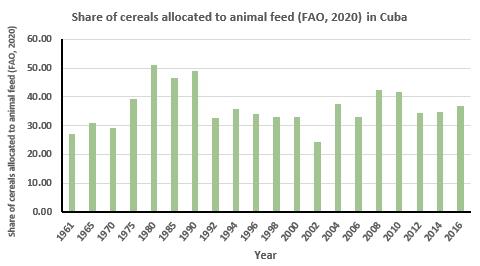 Share of cereals allocated to animal feed (FAO, 2020) in Cuba
Share of cereals allocated to animal feed (FAO, 2020)
60.00
50.00
40.00
30.00
20.00
10.00
0.00
1961 1965 1970 1975 1980 1985 1990 1992 1994 1996 1998 2000 2002 2004 2006 2008 2010 2012 2014 2016
Year